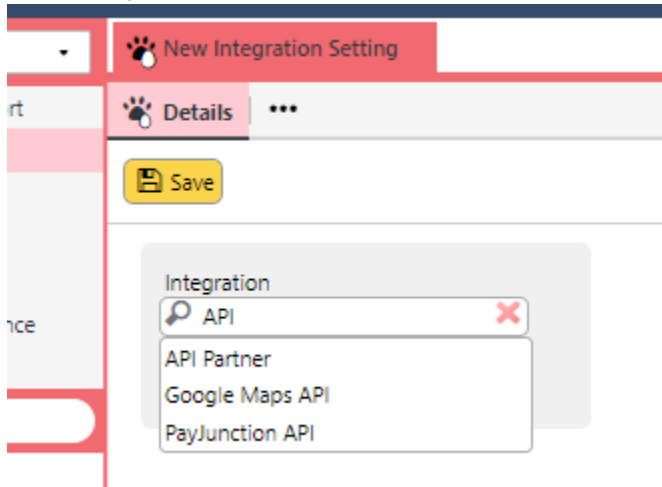 New Integration Setting
rt
Details
Save
Integration
API
nce
API Partner
Google Maps API
PayJunction API